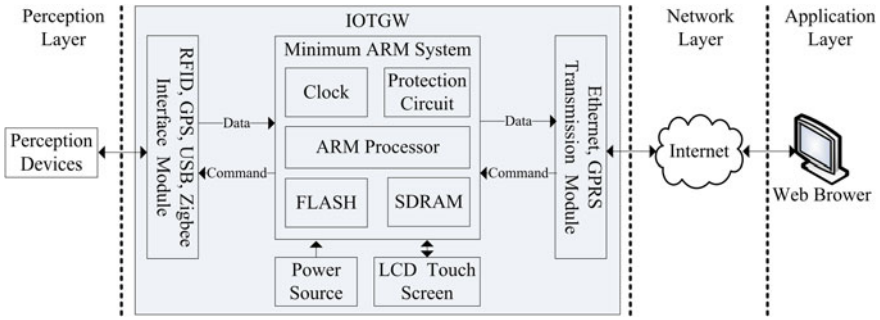 Perception
Layer
IOTGW
Network
Layer
Application
Layer
Perception
Devices
RFID, GPS, USB, Zigbee
Interface Module
Data
Command
Minimum ARM System
Clock
Protection
Circuit
ARM Processor
FLASH
SDRAM
Power
Source
LCD Touch
Screen
Data
Command
Ethernet, GPRS
Transmission Module
Internet
Web Brower